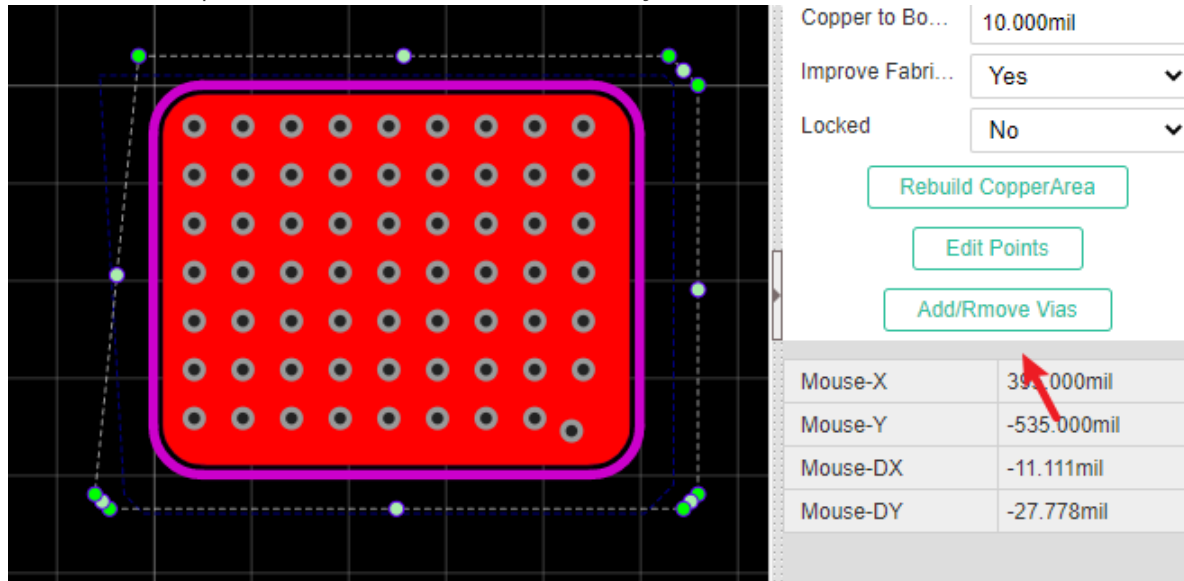 Copper to Bo... 10.000mil
Improve Fabri... Yes
Locked No
Rebuild CopperArea
Edit Points
Add/Rmove Vias
Mouse-X
Mouse-Y -535.000mil
Mouse-DX -11.111mil
Mouse-DY -27.778mil